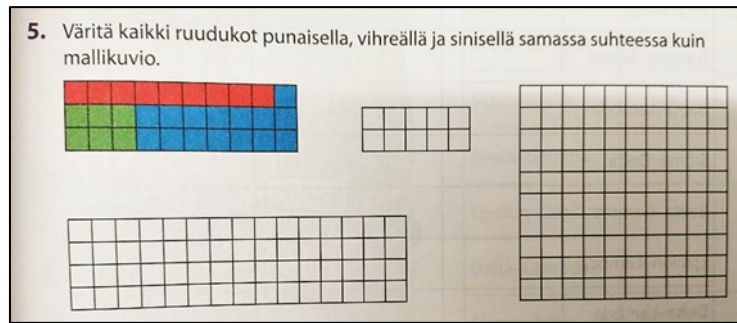 5. Väritä kaikki ruudukot punaisella, vihreällä ja sinisellä samassa suhteessa kuin
mallikuvio.